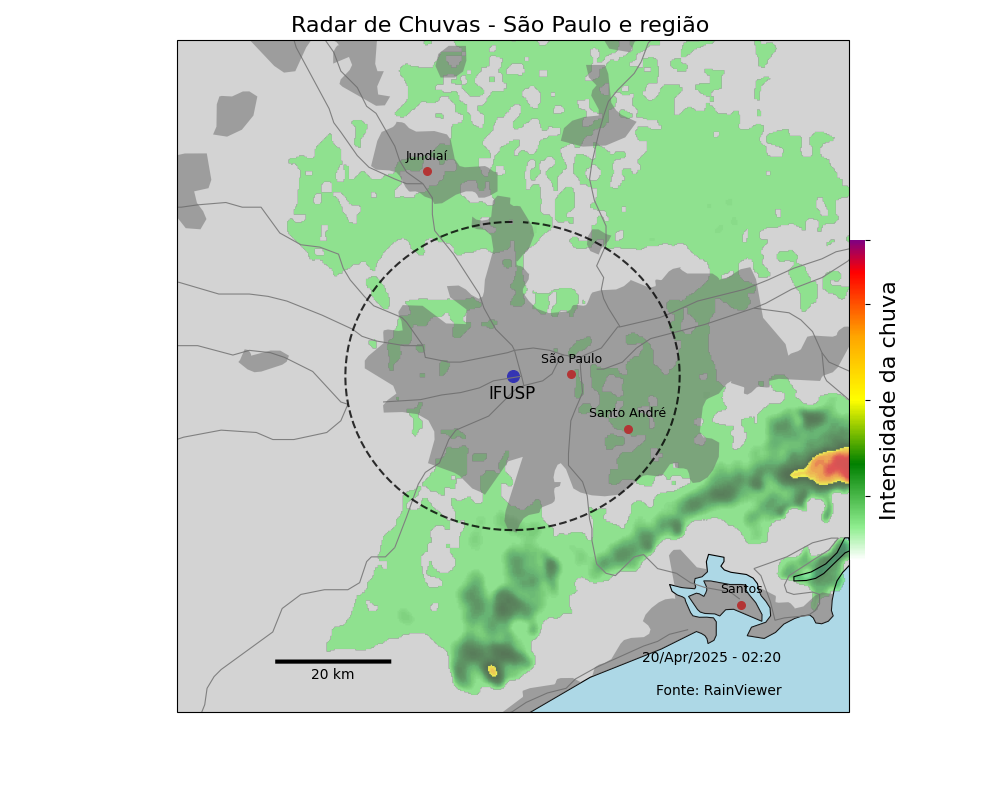 Radar de Chuvas - São Paulo e região
Jundiaí
São Paulo
IFUSP
Santo André
Intensidade da chuva
Santos
20/Apr/2025 - 02:20
20 km
Fonte: RainViewer